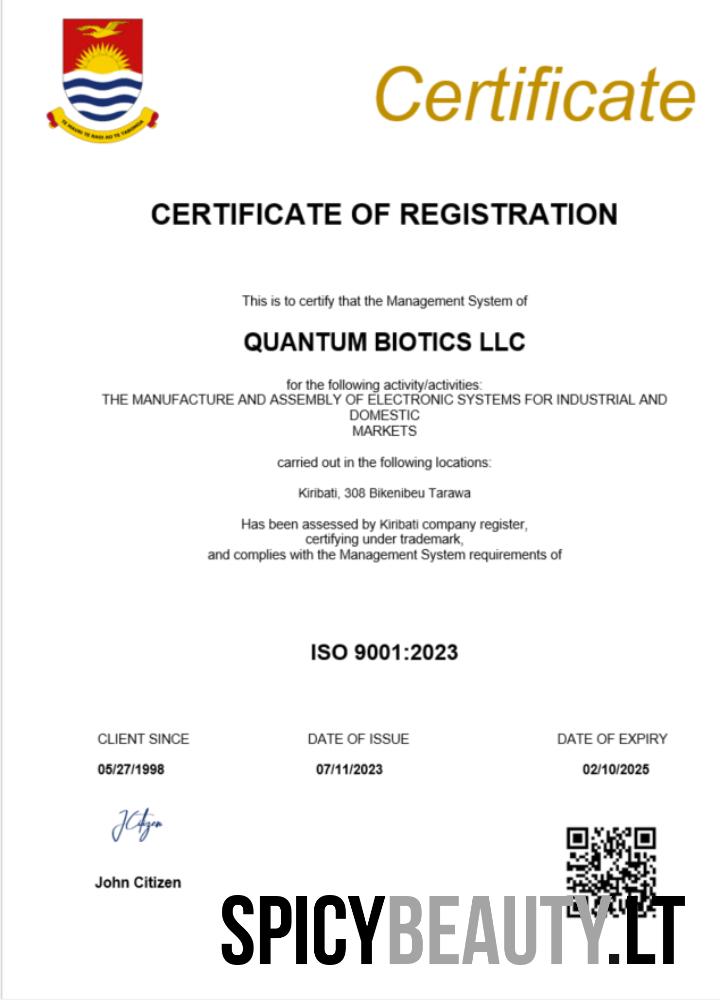 TE MAURI TE RAOI AO TE TABOMOA
Certificate
CERTIFICATE OF REGISTRATION
This is to certify that the Management System of
QUANTUM BIOTICS LLC
for the following activity/activities:
THE MANUFACTURE AND ASSEMBLY OF ELECTRONIC SYSTEMS FOR INDUSTRIAL AND
DOMESTIC
MARKETS
carried out in the following locations:
Kiribati, 308 Bikenibeu Tarawa
Has been assessed by Kiribati company register,
certifying under trademark,
and complies with the Management System requirements of
ISO 9001:2023
CLIENT SINCE DATE OF ISSUE DATE OF EXPIRY
05/27/1998 07/11/2023 02/10/2025
JCitizen
John Citizen
SPICYBEAUTY.LT